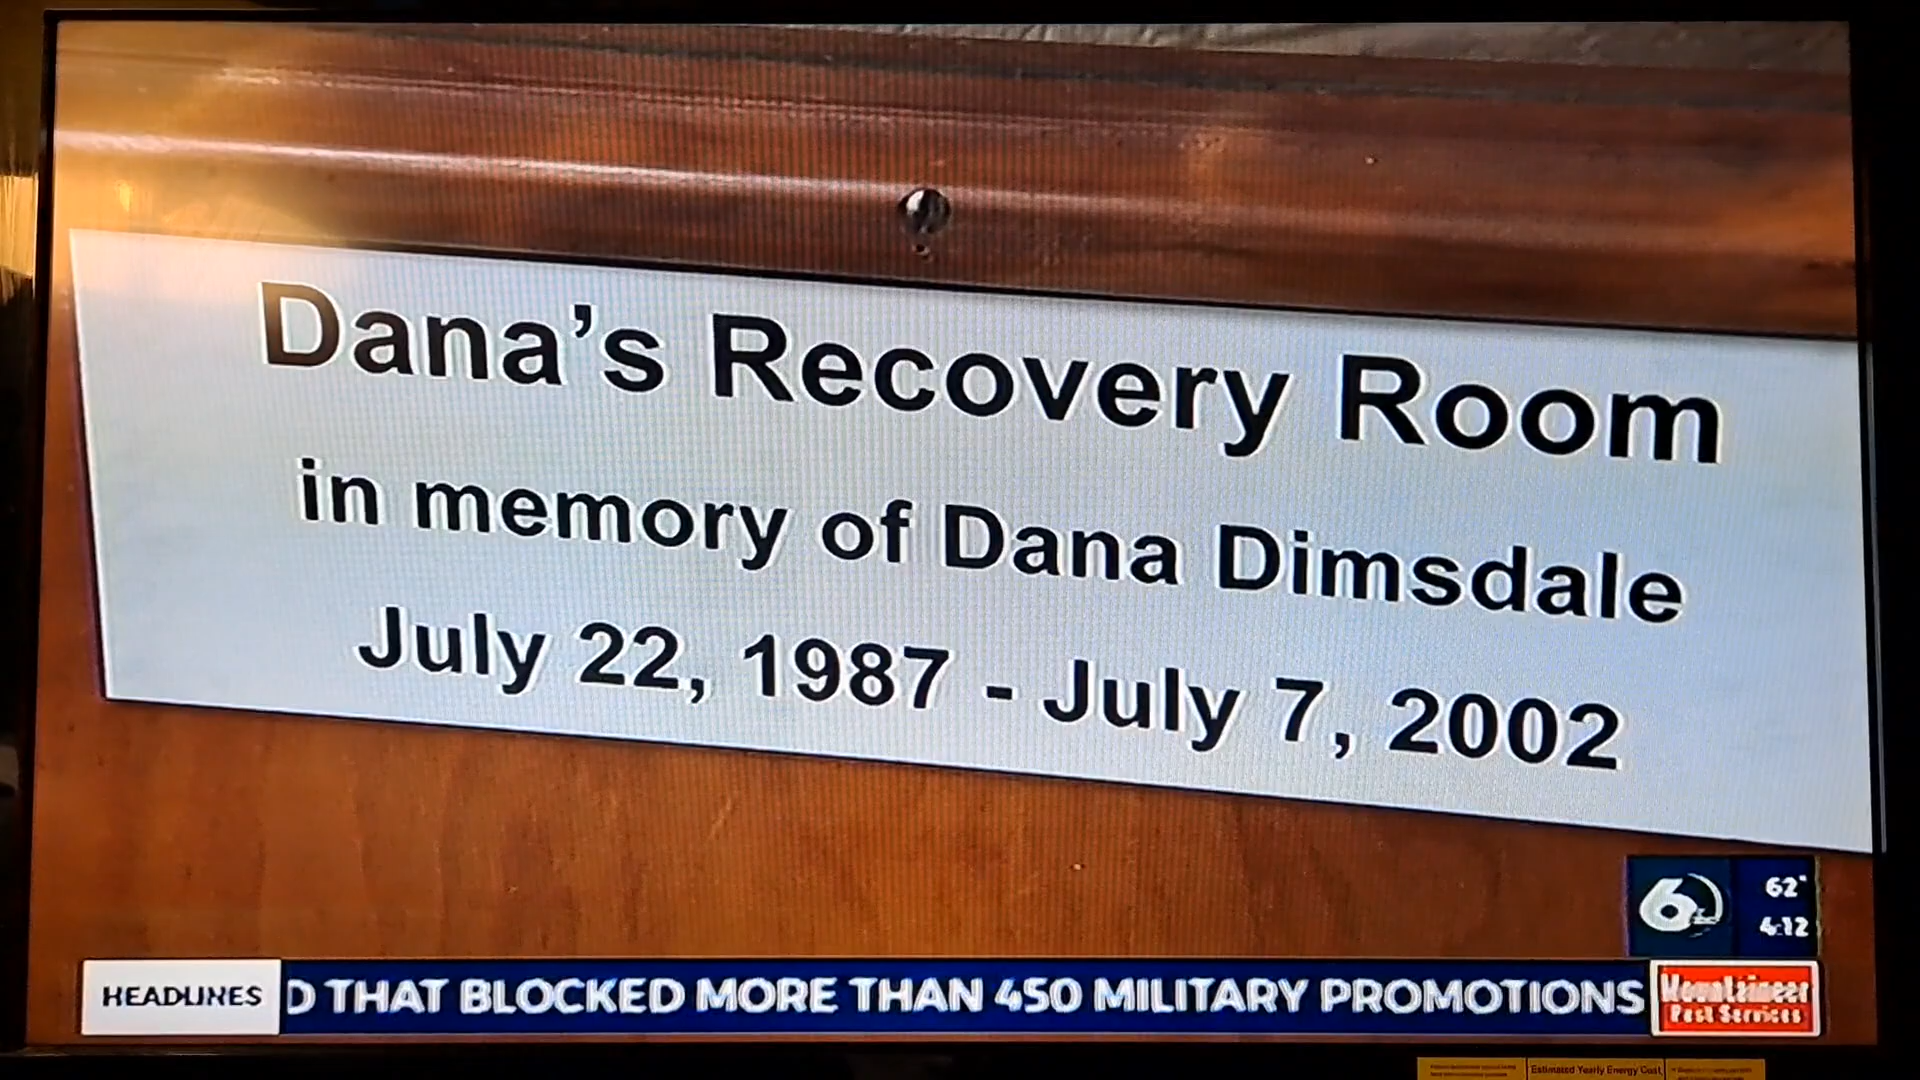 Dana's Recovery Room
in memory of Dana Dimsdale
July 22, 1987 - July 7, 2002
6
62°
4:12
HEADLINES
D THAT BLOCKED MORE THAN 450 MILITARY PROMOTIONS
Mountaineer
Pest Services
Estimated Yearly Energy Cost